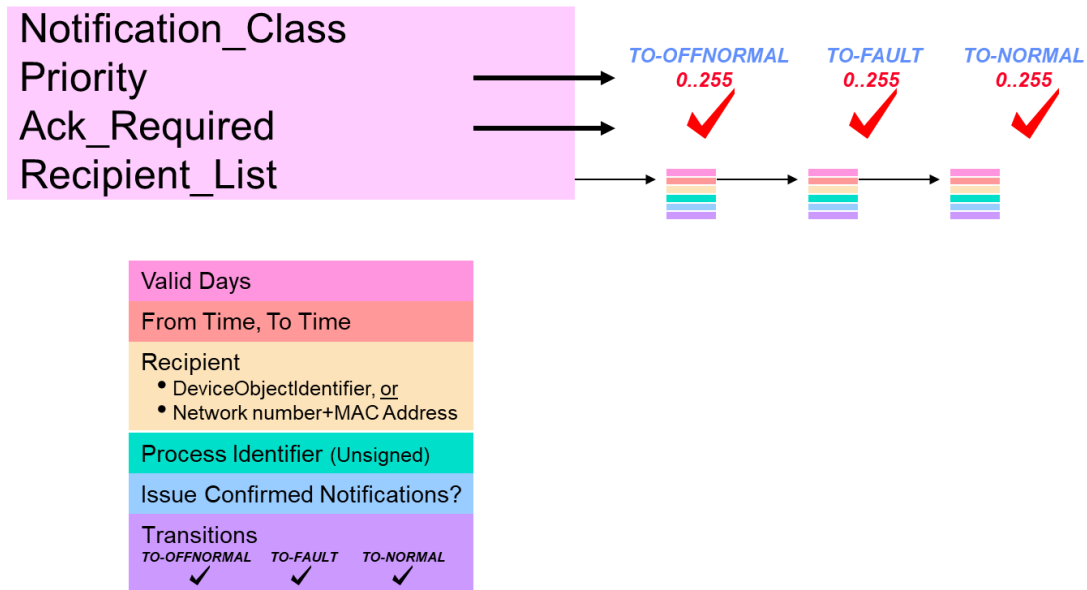 Notification_Class
Priority
Ack_Required
Recipient_List
TO-OFFNORMAL TO-FAULT TO-NORMAL
0..255 0..255 0..255
Valid Days
From Time, To Time
Recipient
• DeviceObjectIdentifier, or
• Network number+MAC Address
Process Identifier (Unsigned)
Issue Confirmed Notifications?
Transitions
TO-OFFNORMAL TO-FAULT TO-NORMAL